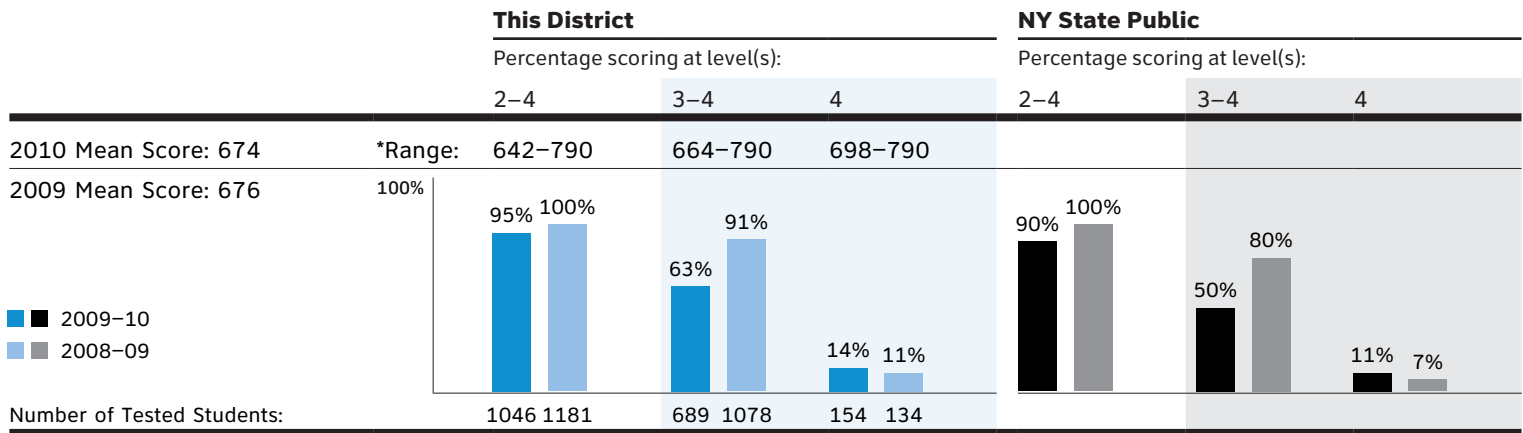 This District NY State Public
Percentage scoring at level(s): Percentage scoring at level(s):
2–4 3–4 4 2–4 3–4 4
2010 Mean Score: 674 *Range: 642–790 664–790 698–790
2009 Mean Score: 676 100%
95% 100% 63% 91% 14% 11% 90% 100% 50% 80% 11% 7%
2009–10
2008–09
Number of Tested Students: 1046 1181 689 1078 154 134